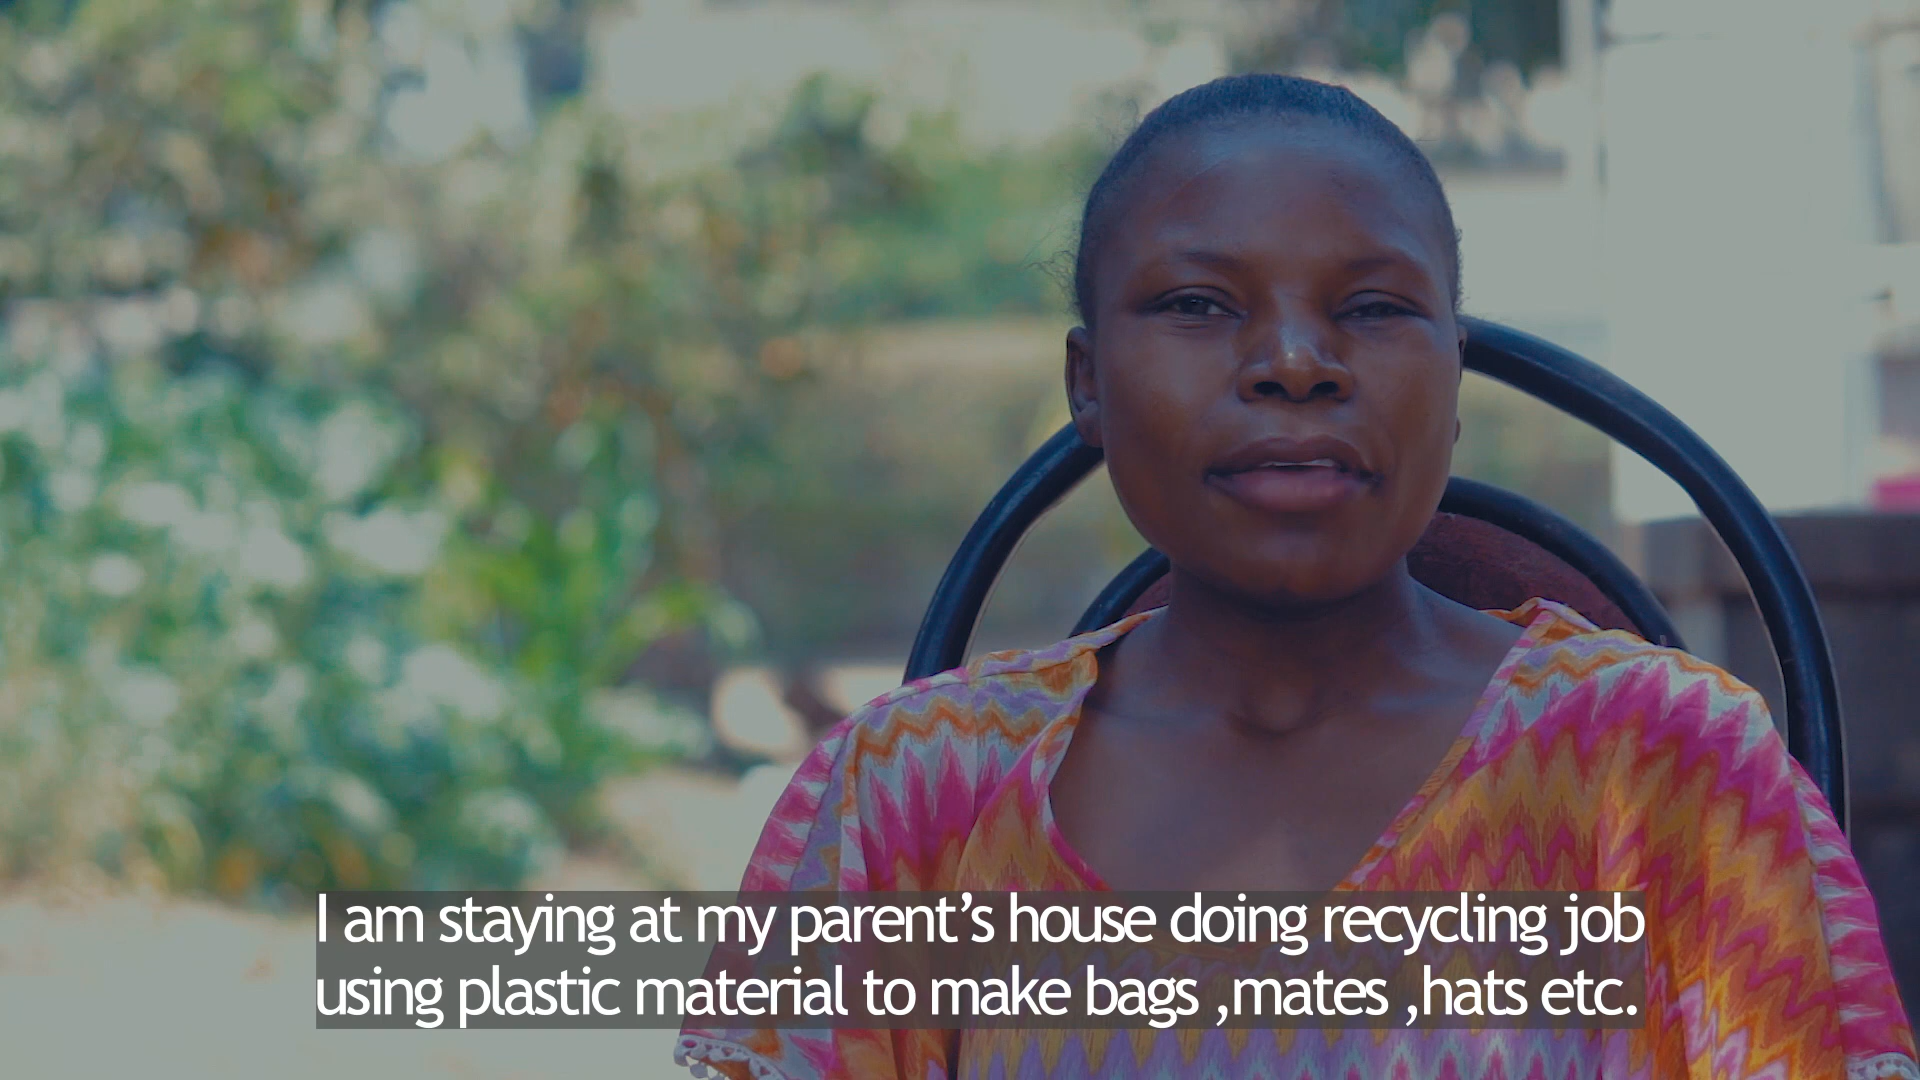 I am staying at my parent’s house doing recycling job
using plastic material to make bags ,mates ,hats etc.